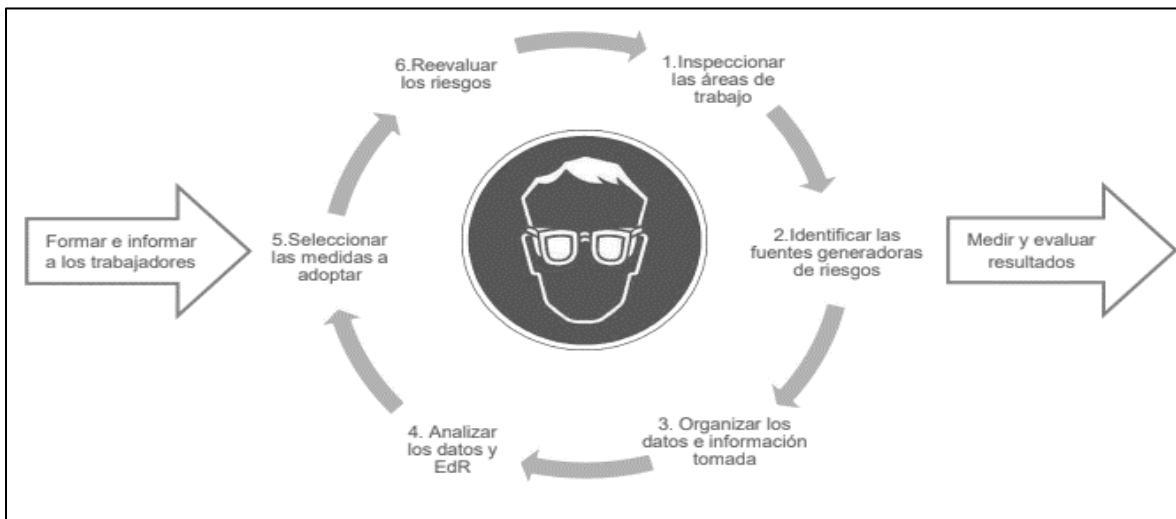 6.Reevaluar
los riesgos
1.Inspeccionar
las áreas de
trabajo
Formar e informar
a los trabajadores
5.Seleccionar
las medidas a
adoptar
2.Identificar las
fuentes generadoras
de riesgos
Medir y evaluar
resultados
4. Analizar
los datos y
EdR
3. Organizar los
datos e información
tomada